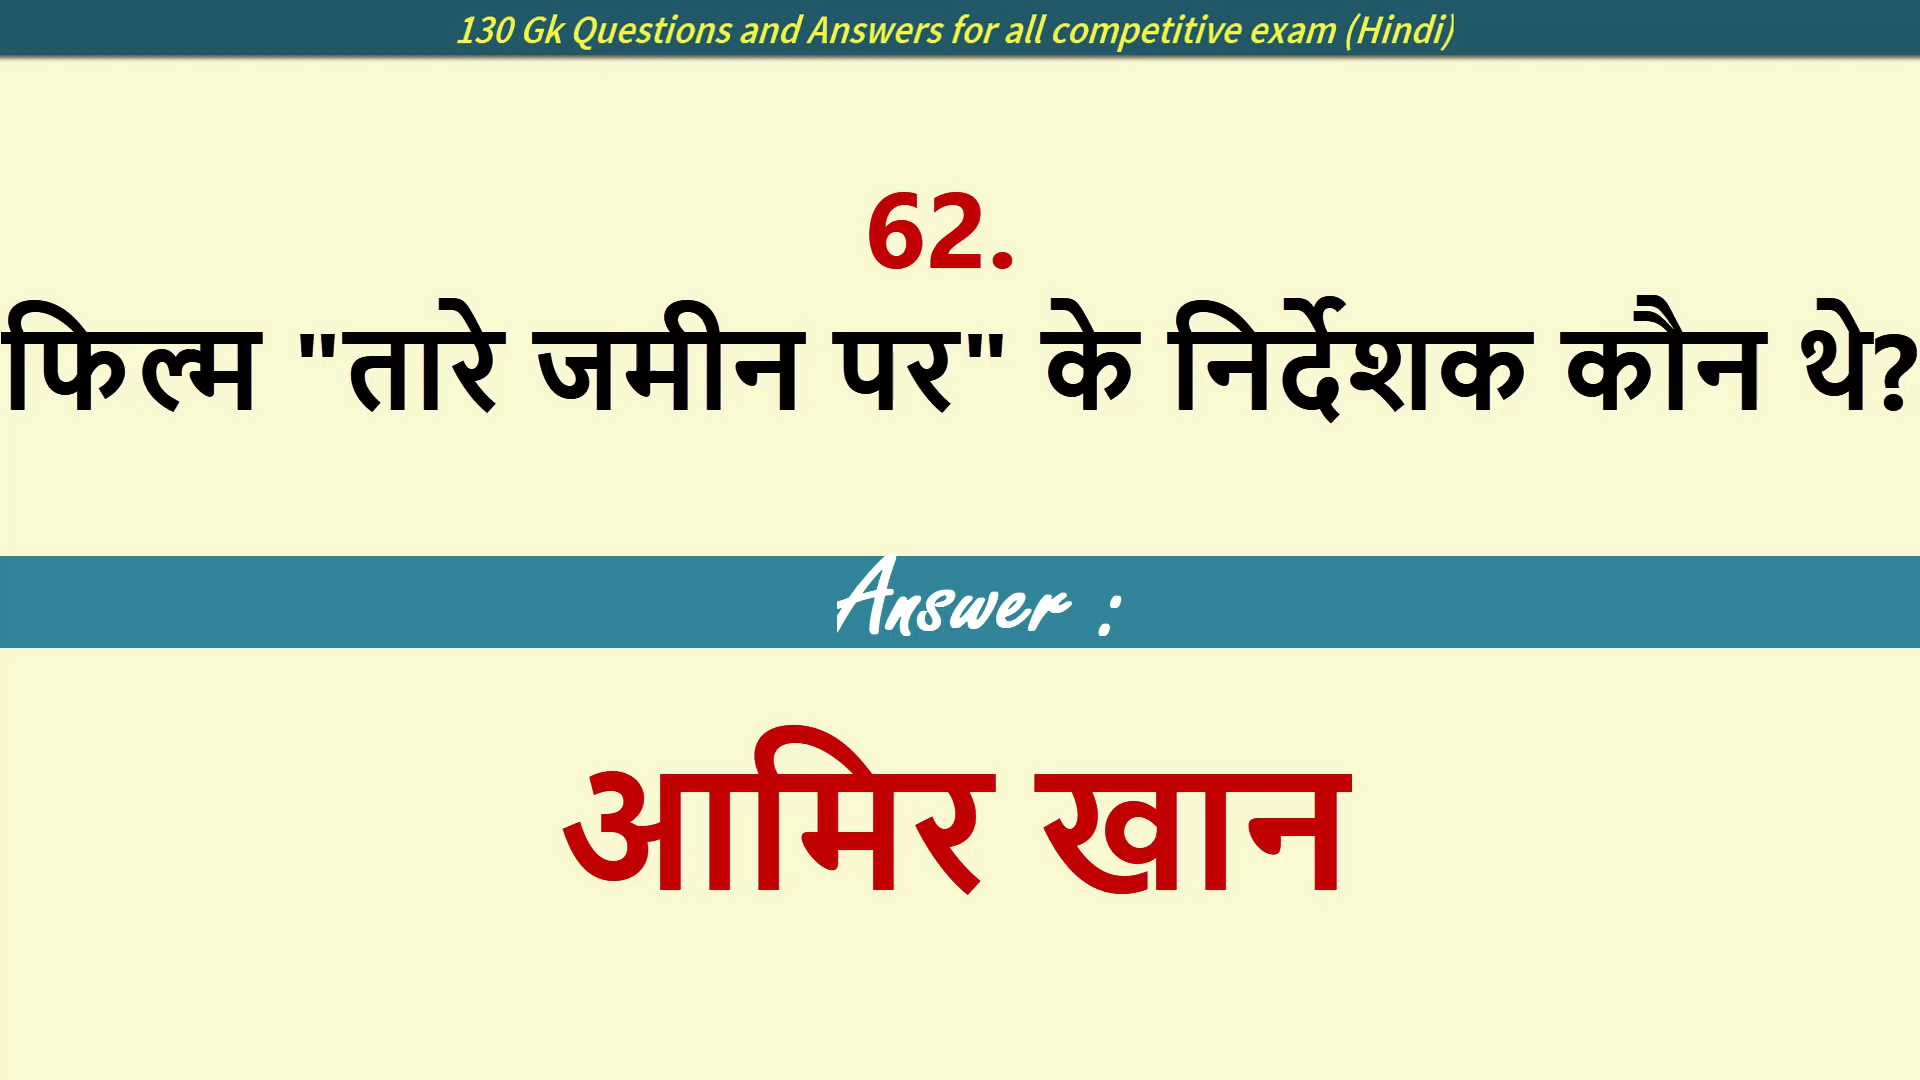 130 Gk Questions and Answers for all competitive exam (Hindi)
62.
फिल्म "तारे जमीन पर" के निर्देशक कौन थे?
Answer :
आमिर खान